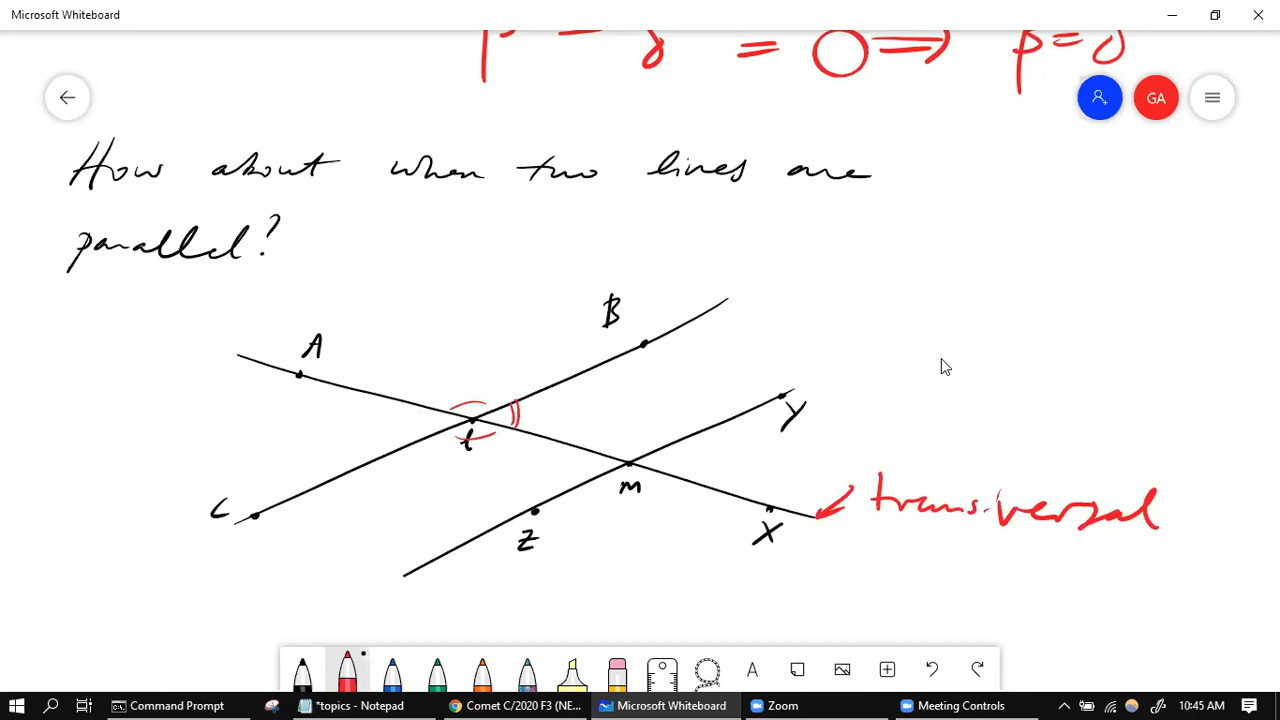 Microsoft Whiteboard
= 0 ⇒
GA
How about when two lines are
parallel?
A
B
t
Y
C
m
transversal
Z
X
A
Command Prompt
*topics - Notepad
Comet C/2020 F3 (NE...
Microsoft Whiteboard
Zoom
Meeting Controls
10:45 AM